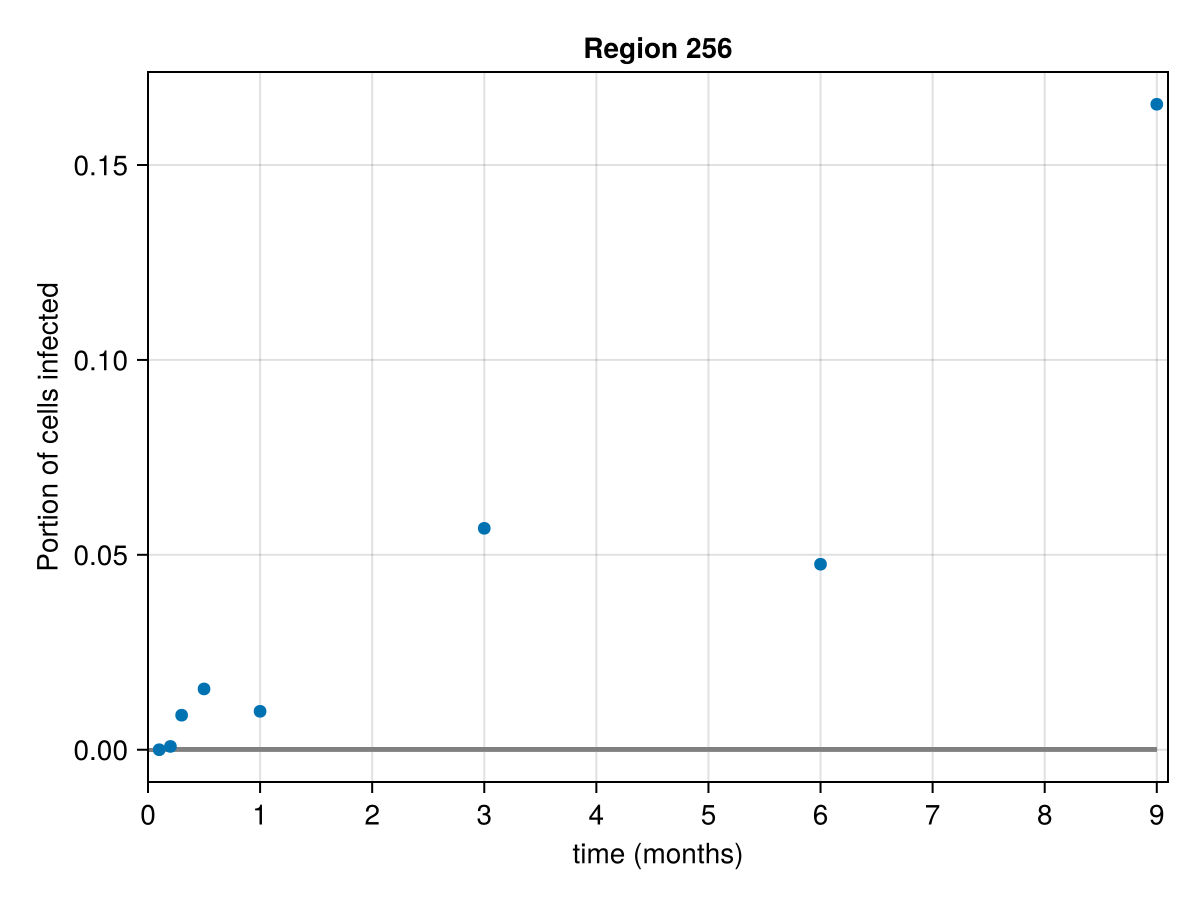 Region 256
Portion of cells infected
0.15
0.10
0.05
0.00
0 1 2 3 4 5 6 7 8 9
time (months)